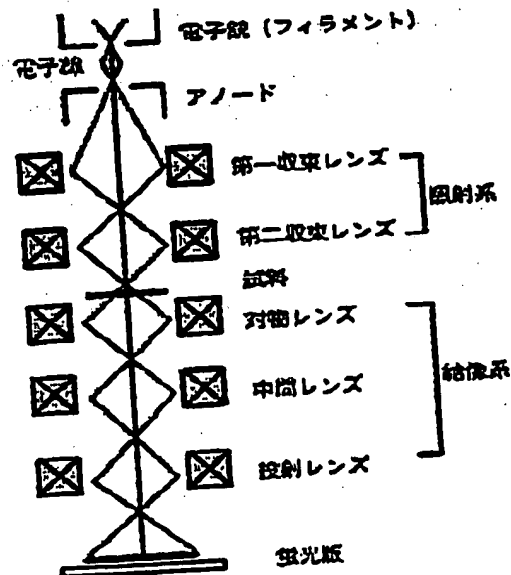 電子銃 (フィラメント)
電子線
アノード
第一収束レンズ
照射系
第二収束レンズ
試料
対物レンズ
結像系
中間レンズ
投射レンズ
蛍光版